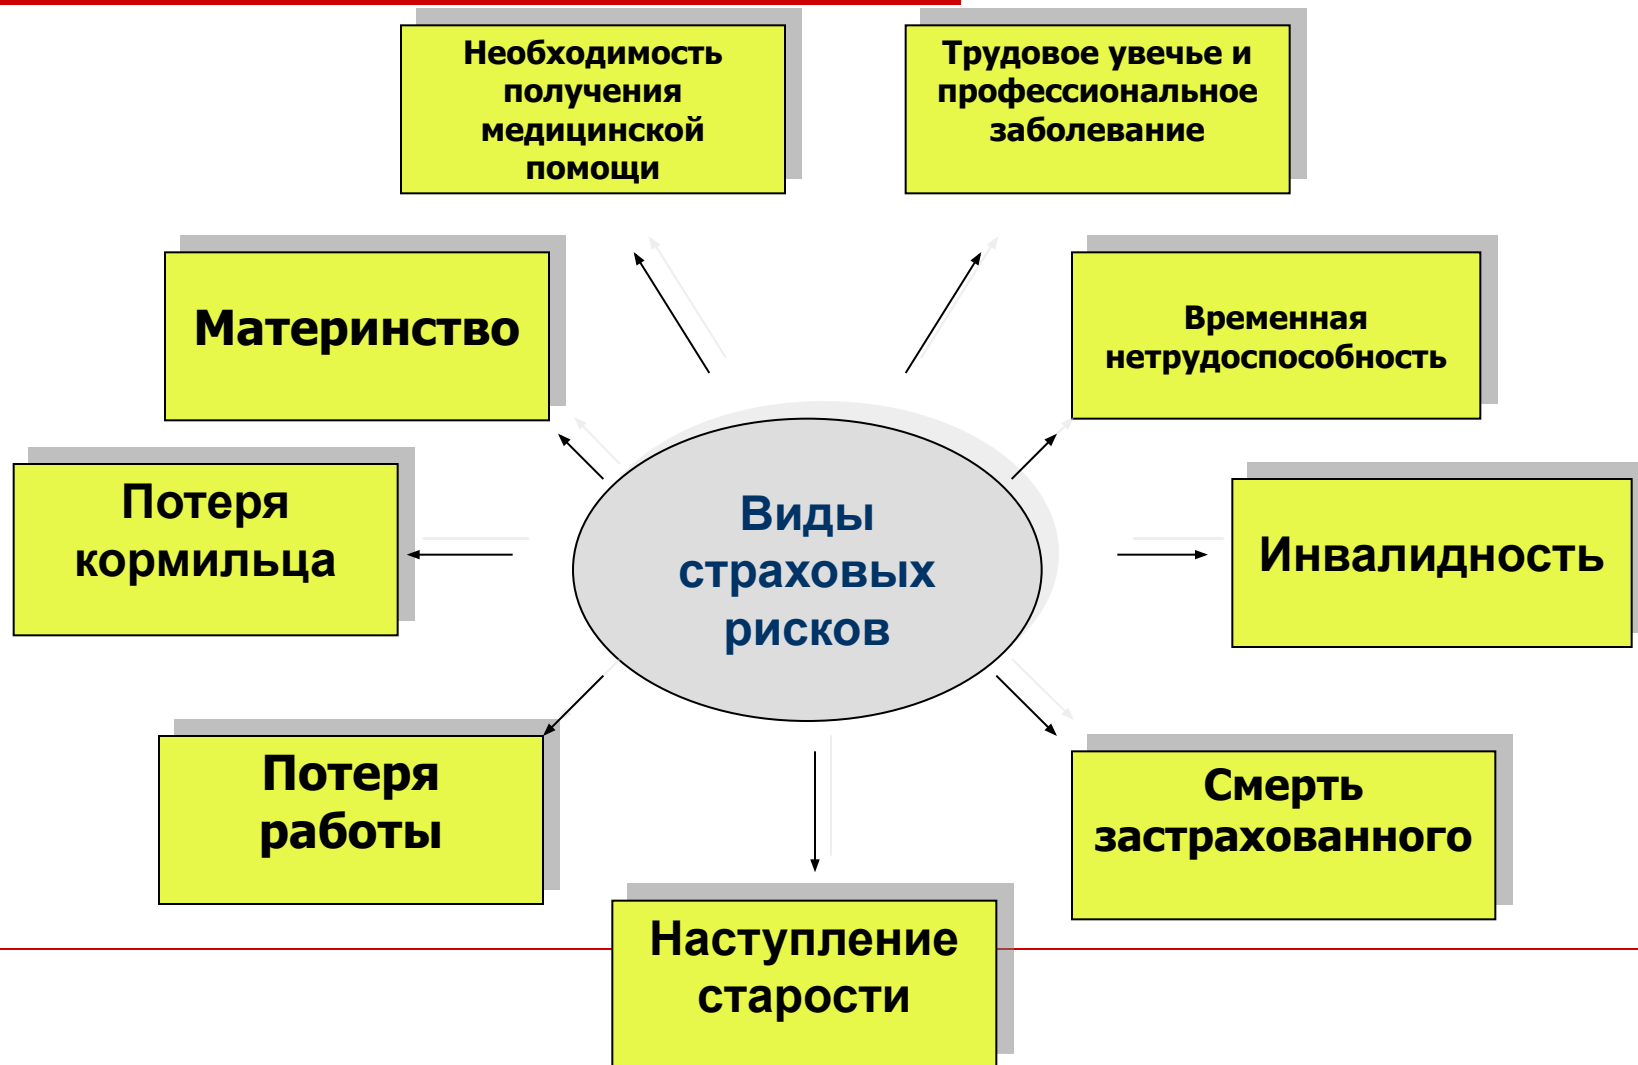 Необходимость
получения
медицинской
помощи
Трудовое увечье и
профессиональное
заболевание
Материнство
Временная
нетрудоспособность
Потеря
кормильца
Виды
страховых
рисков
Инвалидность
Потеря
работы
Смерть
застрахованного
Наступление
старости